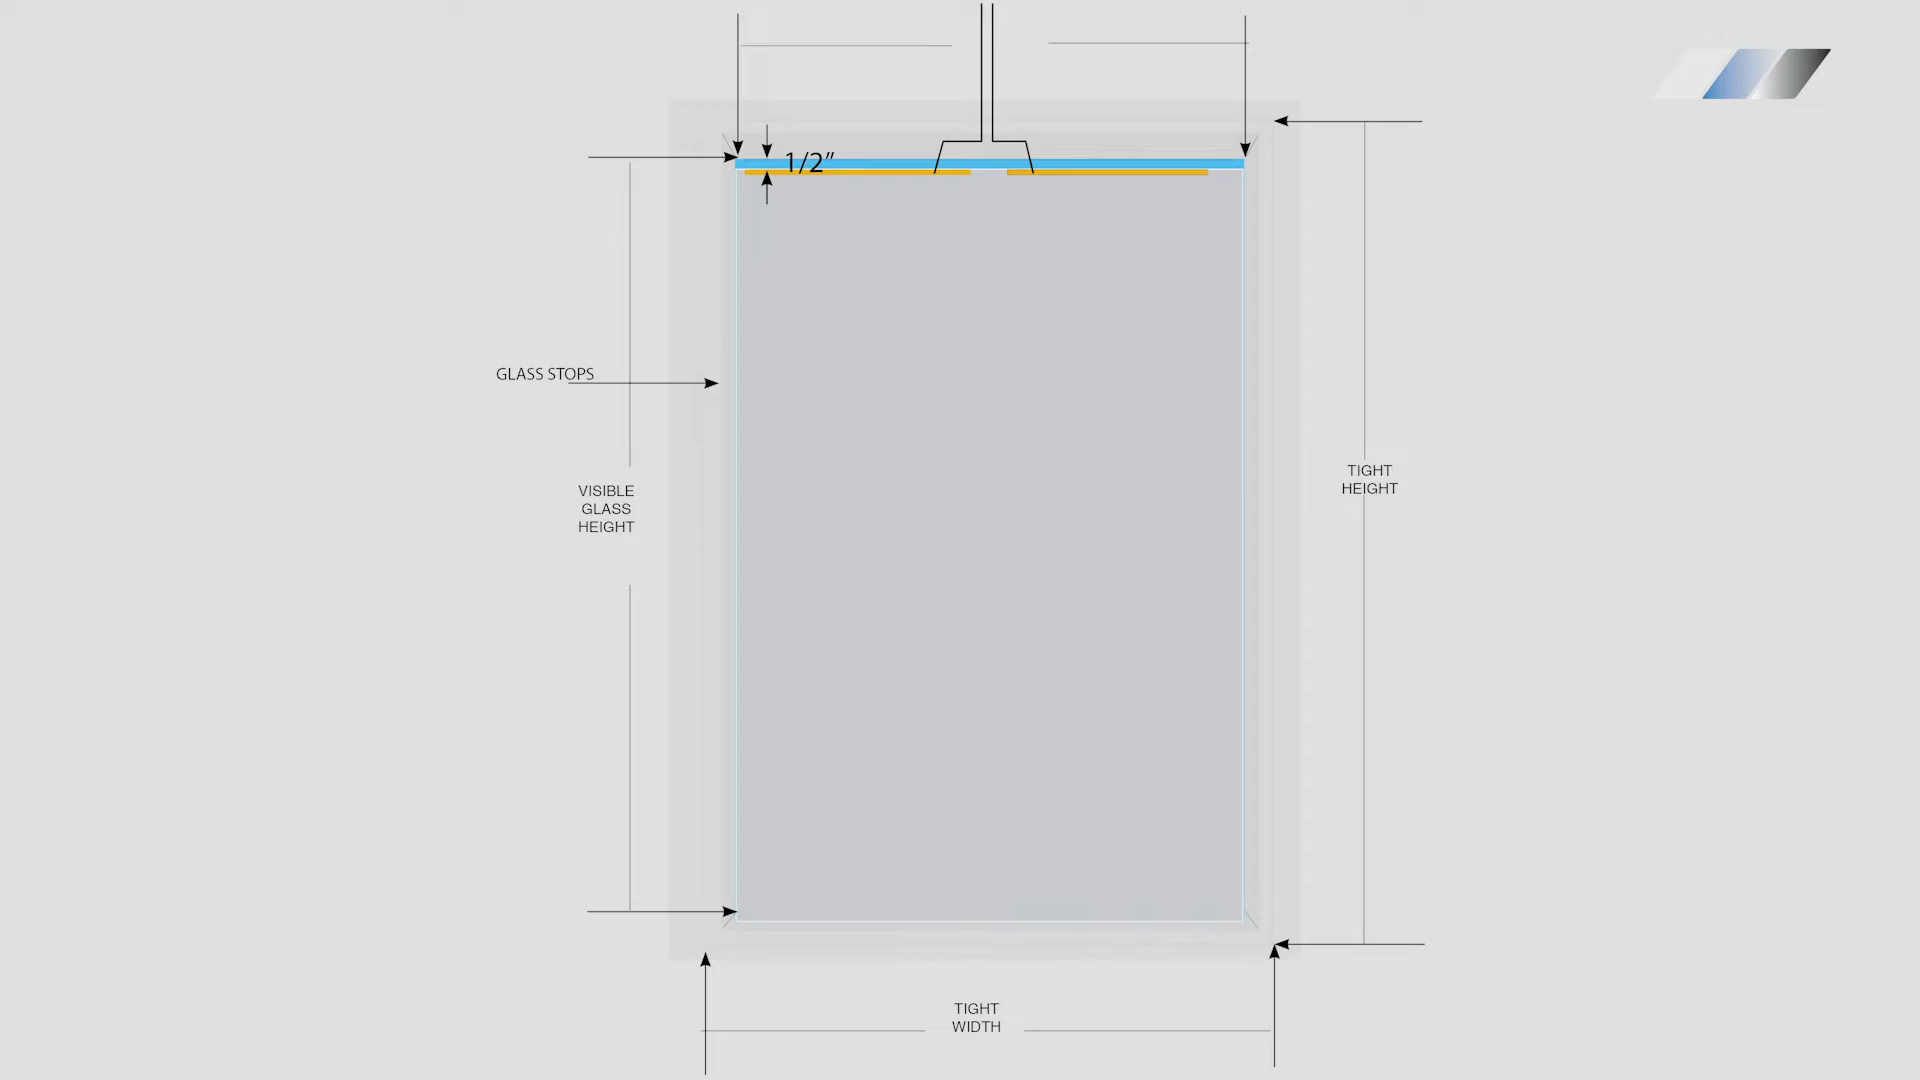 1/2"
GLASS STOPS
VISIBLE
GLASS
HEIGHT
TIGHT
HEIGHT
TIGHT
WIDTH